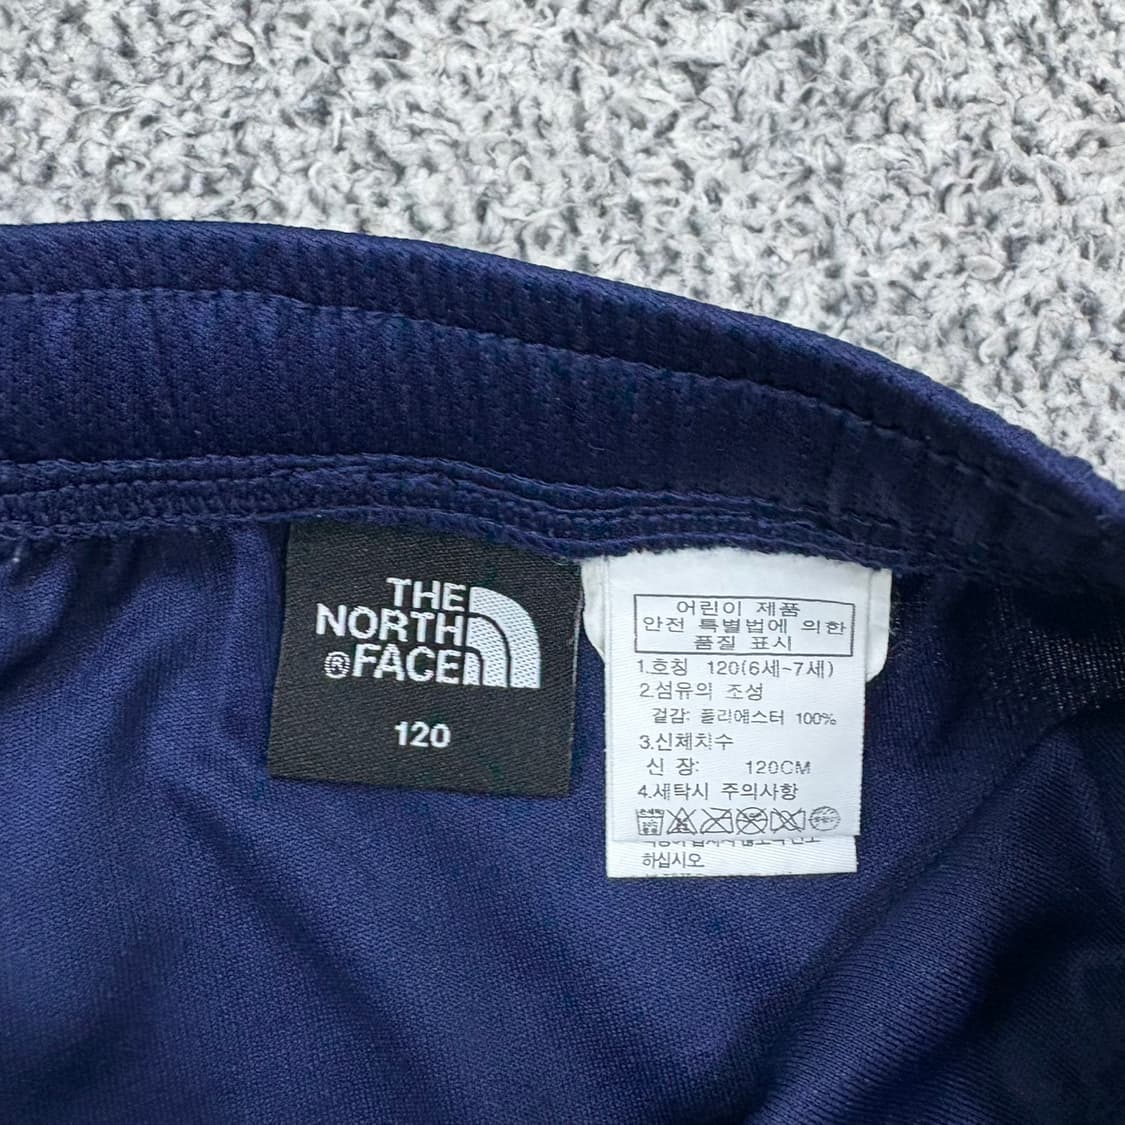 THE
NORTH
® FACE
120
어린이 제품
안전 특별법에 의한
품질 표시
1.호칭 120(6세~7세)
2.섬유의 조성
겉감: 폴리에스터 100%
3.신체치수
신 장: 120CM
4.세탁시 주의사항
하십시오